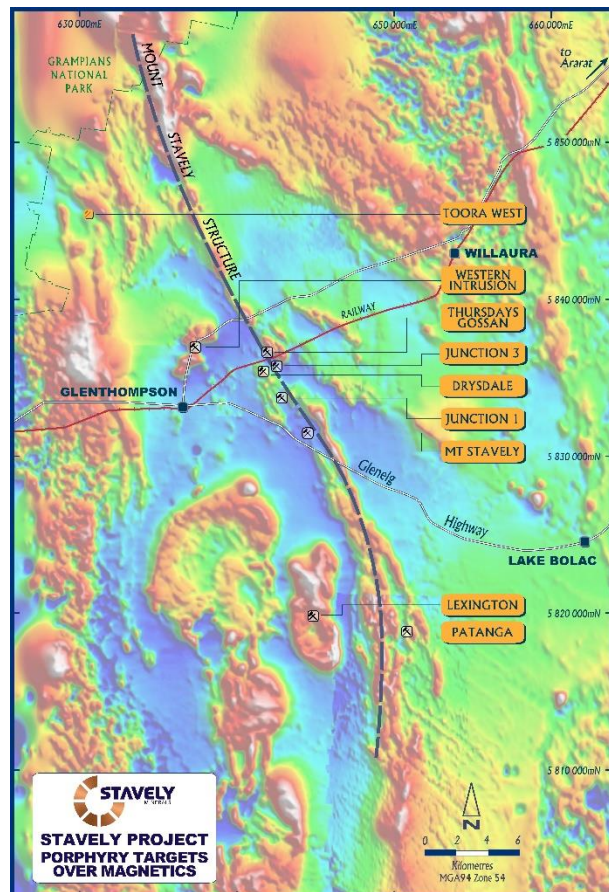 630 000mE
650 000mE
660 000mE
to
Ararat
GRAMPIANS
NATIONAL
PARK
MOUNT
STAVELY
STRUCTURE
5 850 000mN
TOORA WEST
WILLAURA
WESTERN
INTRUSION
5 840 000mN
THURSDAYS
GOSSAN
RAILWAY
JUNCTION 3
DRYSDALE
GLENTHOMPSON
JUNCTION 1
MT STAVELY
5 830 000mN
Glenelg
Highway
LAKE BOLAC
LEXINGTON
5 820 000mN
PATANGA
5 810 000mN
STAVELY
MINERALS
STAVELY PROJECT
PORPHYRY TARGETS
OVER MAGNETICS
N
0 2 4 6
Kilometres
MGA94 Zone 54